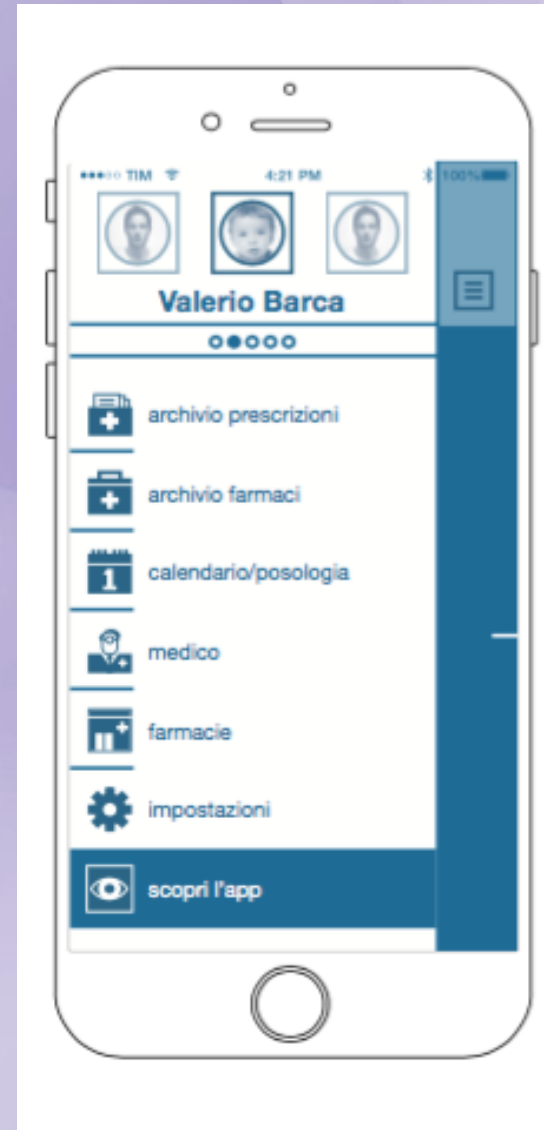 TIM 4:21 PM 100%
Valerio Barca
archivio prescrizioni
archivio farmaci
1 calendario/posologia
medico
farmacie
impostazioni
scopri l'app